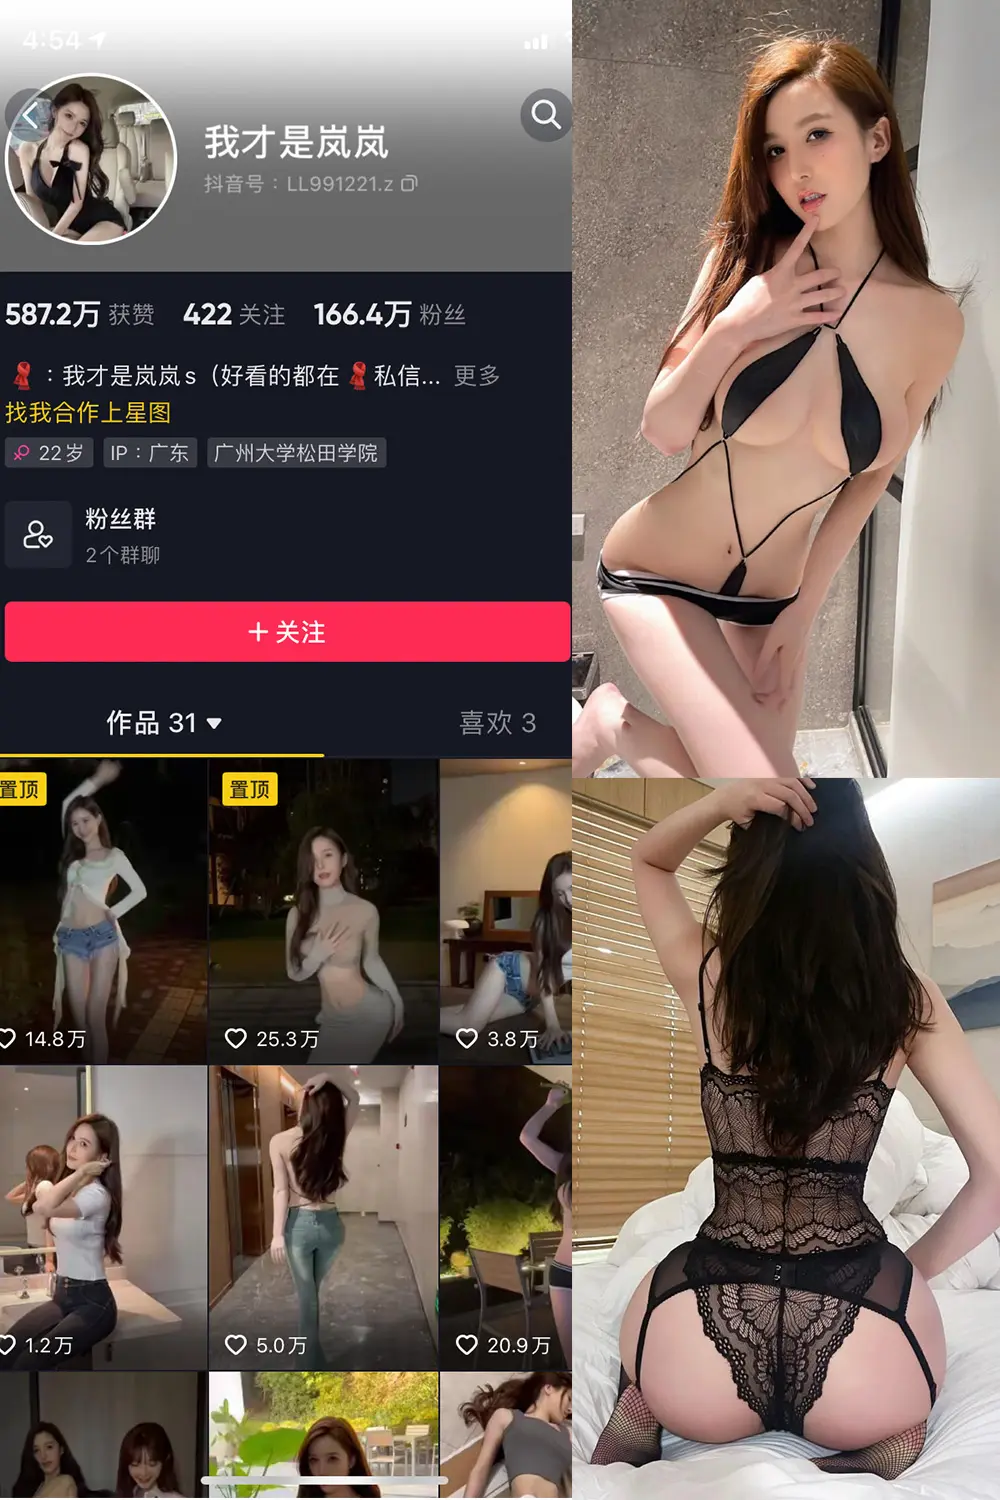 4:54
我才是岚岚
抖音号：LL991221.z
587.2万 获赞 422 关注 166.4万 粉丝
：我才是岚岚s（好看的都在 私信... 更多
找我合作上星图
22岁 IP：广东 广州大学松田学院
粉丝群
2个群聊
+ 关注
作品 31 喜欢 3
置顶 置顶
14.8万 25.3万 3.8万
1.2万 5.0万 20.9万